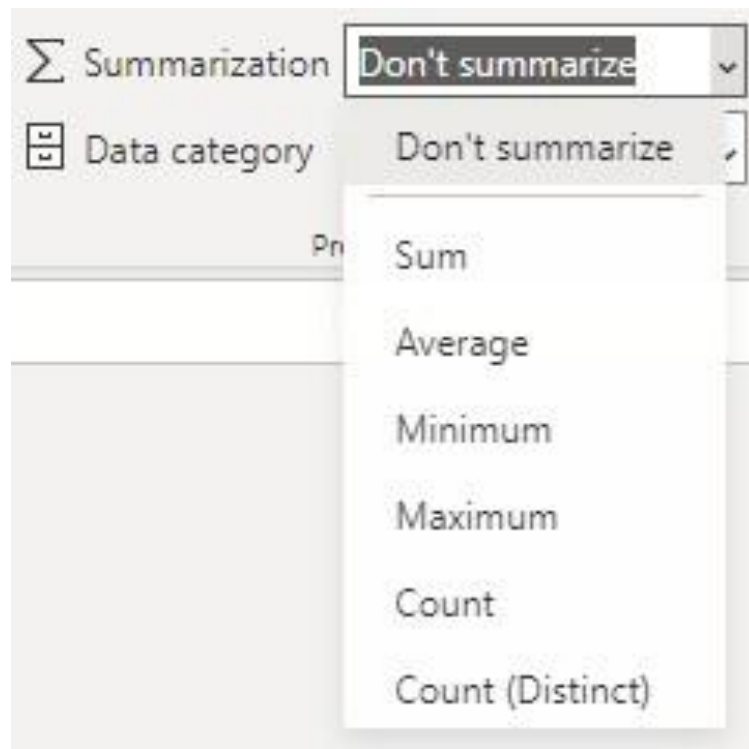 Summarization Don't summarize
Data category Don't summarize
Sum
Average
Minimum
Maximum
Count
Count (Distinct)